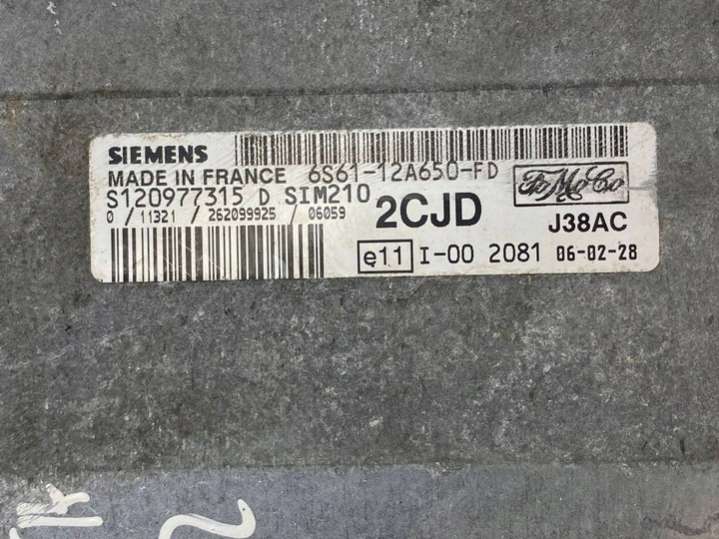 SIEMENS
MADE IN FRANCE 6S61-12A650-FD
S120977315 D SIM210 FoMoCo
0 / 11321 / 262099925 / 06059 2CJD J38AC
e11 I-00 2081 06-02-28